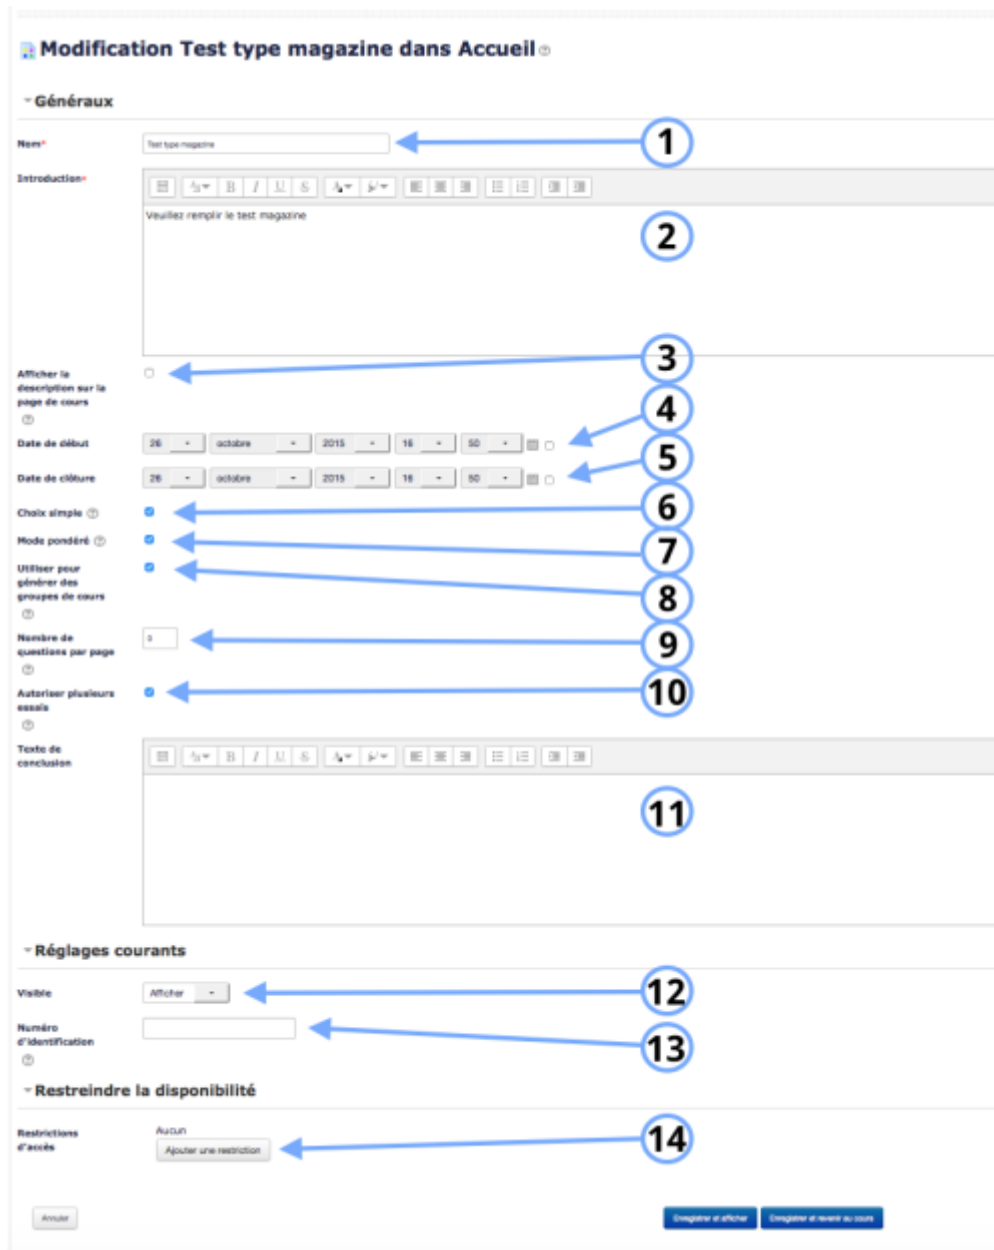 Modification Test type magazine dans Accueil
Généraux
Nom*
Test type magazine
1
Introduction*
B I U S
Veuillez remplir le test magazine
2
3
Afficher la
description sur la
page de cours
4
Date de début
26 octobre 2015 16 50
5
Date de clôture
26 octobre 2015 16 50
Choix simple
6
Mode pondéré
7
Utiliser pour
générer des
groupes de cours
8
Nombre de
questions par page
9
Autoriser plusieurs
essais
10
Texte de
conclusion
B I U S
11
Réglages courants
Visible
Afficher
12
Numéro
d'identification
13
Restreindre la disponibilité
Restrictions
d'accès
Aucun
Ajouter une restriction
14
Annuler
Enregistrer et afficher
Enregistrer et revenir au cours